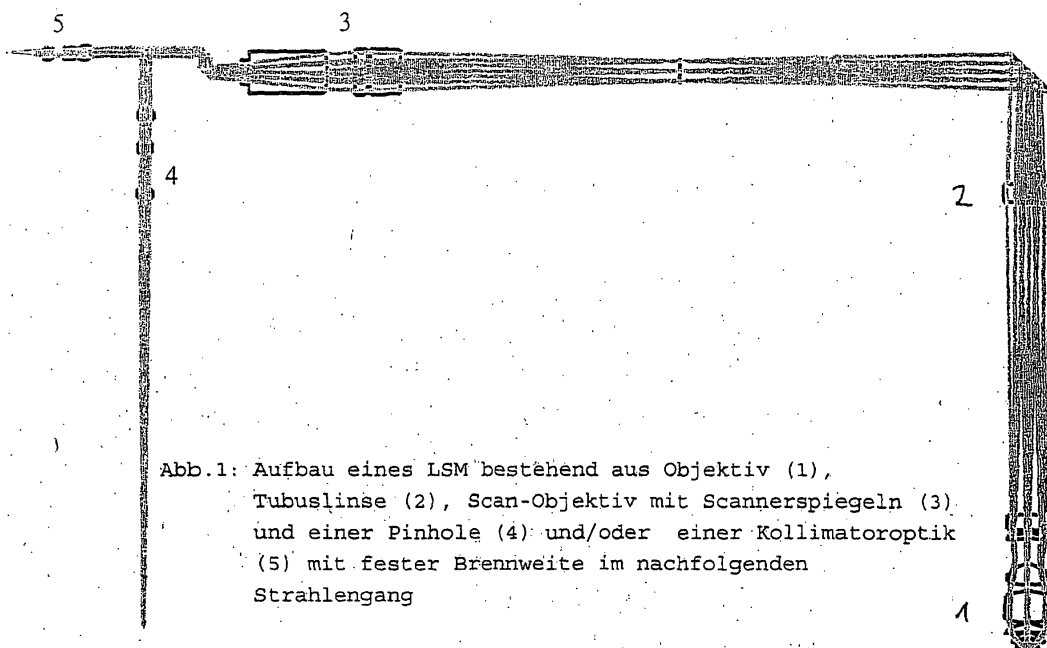 5
3
4
2
Abb.1: Aufbau eines LSM bestehend aus Objektiv (1),
Tubuslinse (2), Scan-Objektiv mit Scannerspiegeln (3)
und einer Pinhole (4) und/oder einer Kollimatoroptik
(5) mit fester Brennweite im nachfolgenden
Strahlengang
1